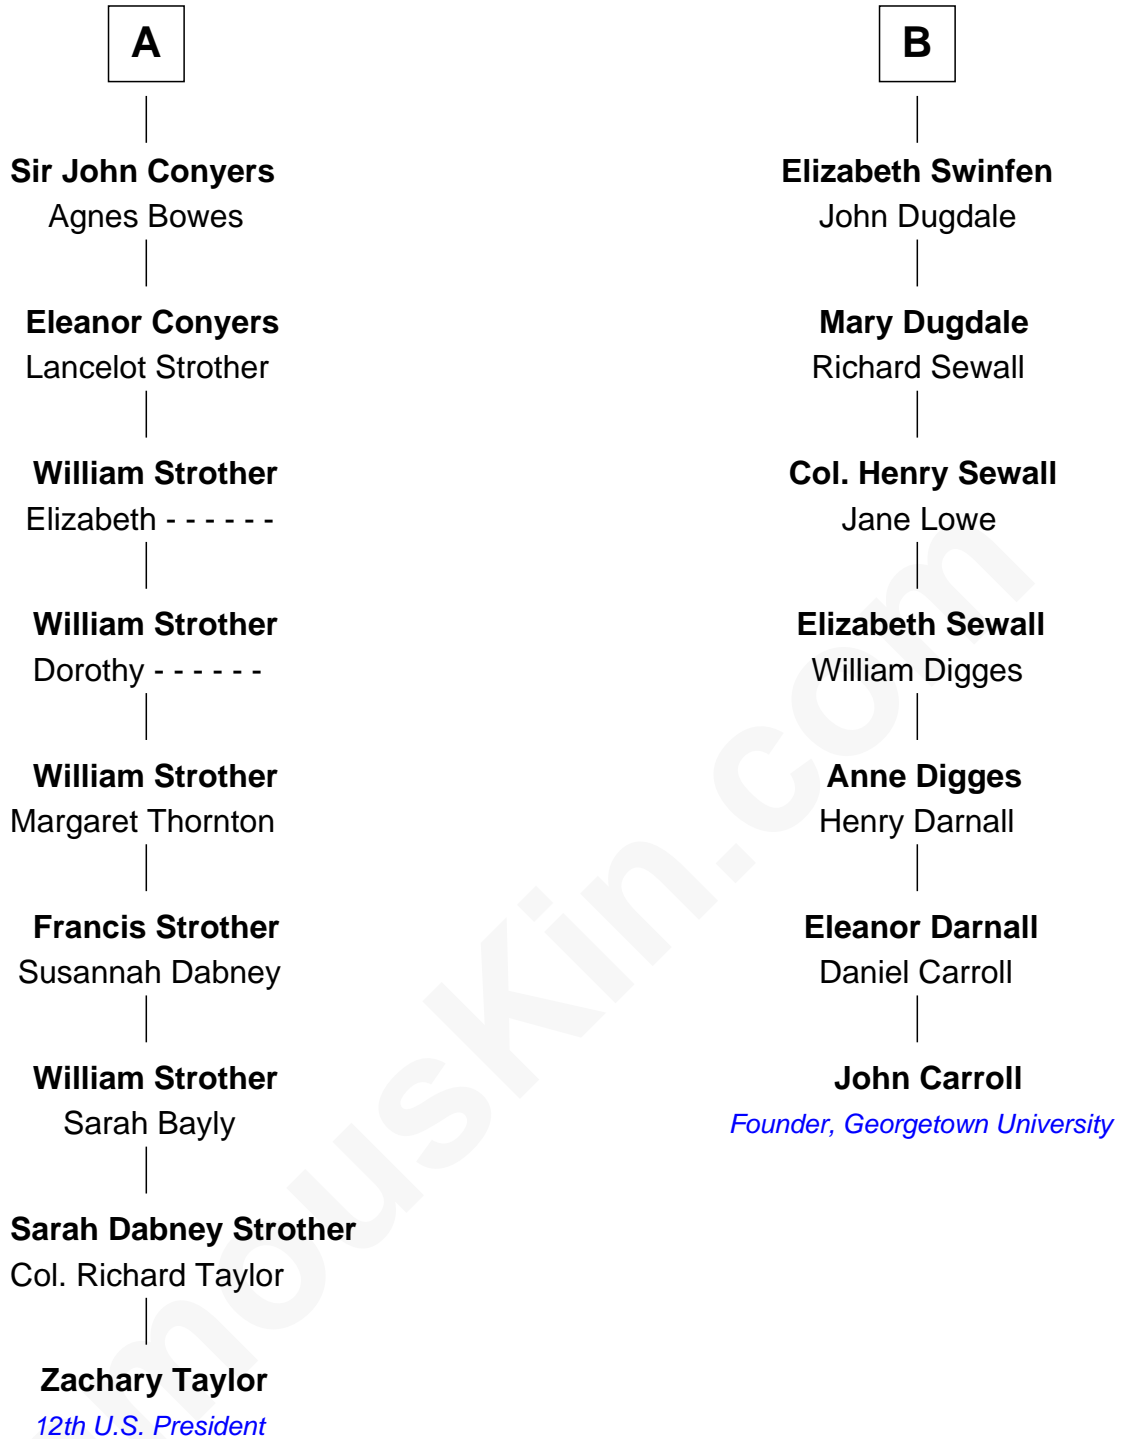 A
Sir John Conyers
Agnes Bowes
Eleanor Conyers
Lancelot Strother
William Strother
Elizabeth - - - - - -
William Strother
Dorothy - - - - - -
William Strother
Margaret Thornton
Francis Strother
Susannah Dabney
William Strother
Sarah Bayly
Sarah Dabney Strother
Col. Richard Taylor
Zachary Taylor
12th U.S. President
B
Elizabeth Swinfen
John Dugdale
Mary Dugdale
Richard Sewall
Col. Henry Sewall
Jane Lowe
Elizabeth Sewall
William Digges
Anne Digges
Henry Darnall
Eleanor Darnall
Daniel Carroll
John Carroll
Founder, Georgetown University
mousKin.com